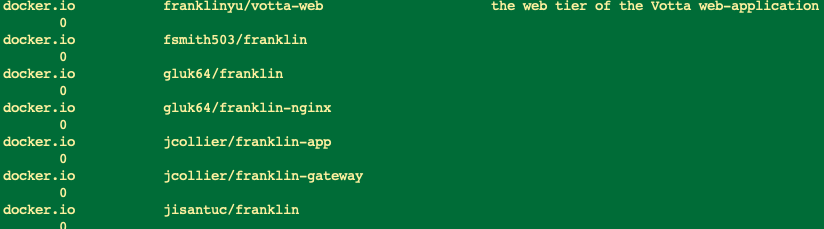 docker.io franklinyu/votta-web the web tier of the Votta web-application
0
docker.io fsmith503/franklin
0
docker.io gluk64/franklin
0
docker.io gluk64/franklin-nginx
0
docker.io jcollier/franklin-app
0
docker.io jcollier/franklin-gateway
0
docker.io jisantuc/franklin
0